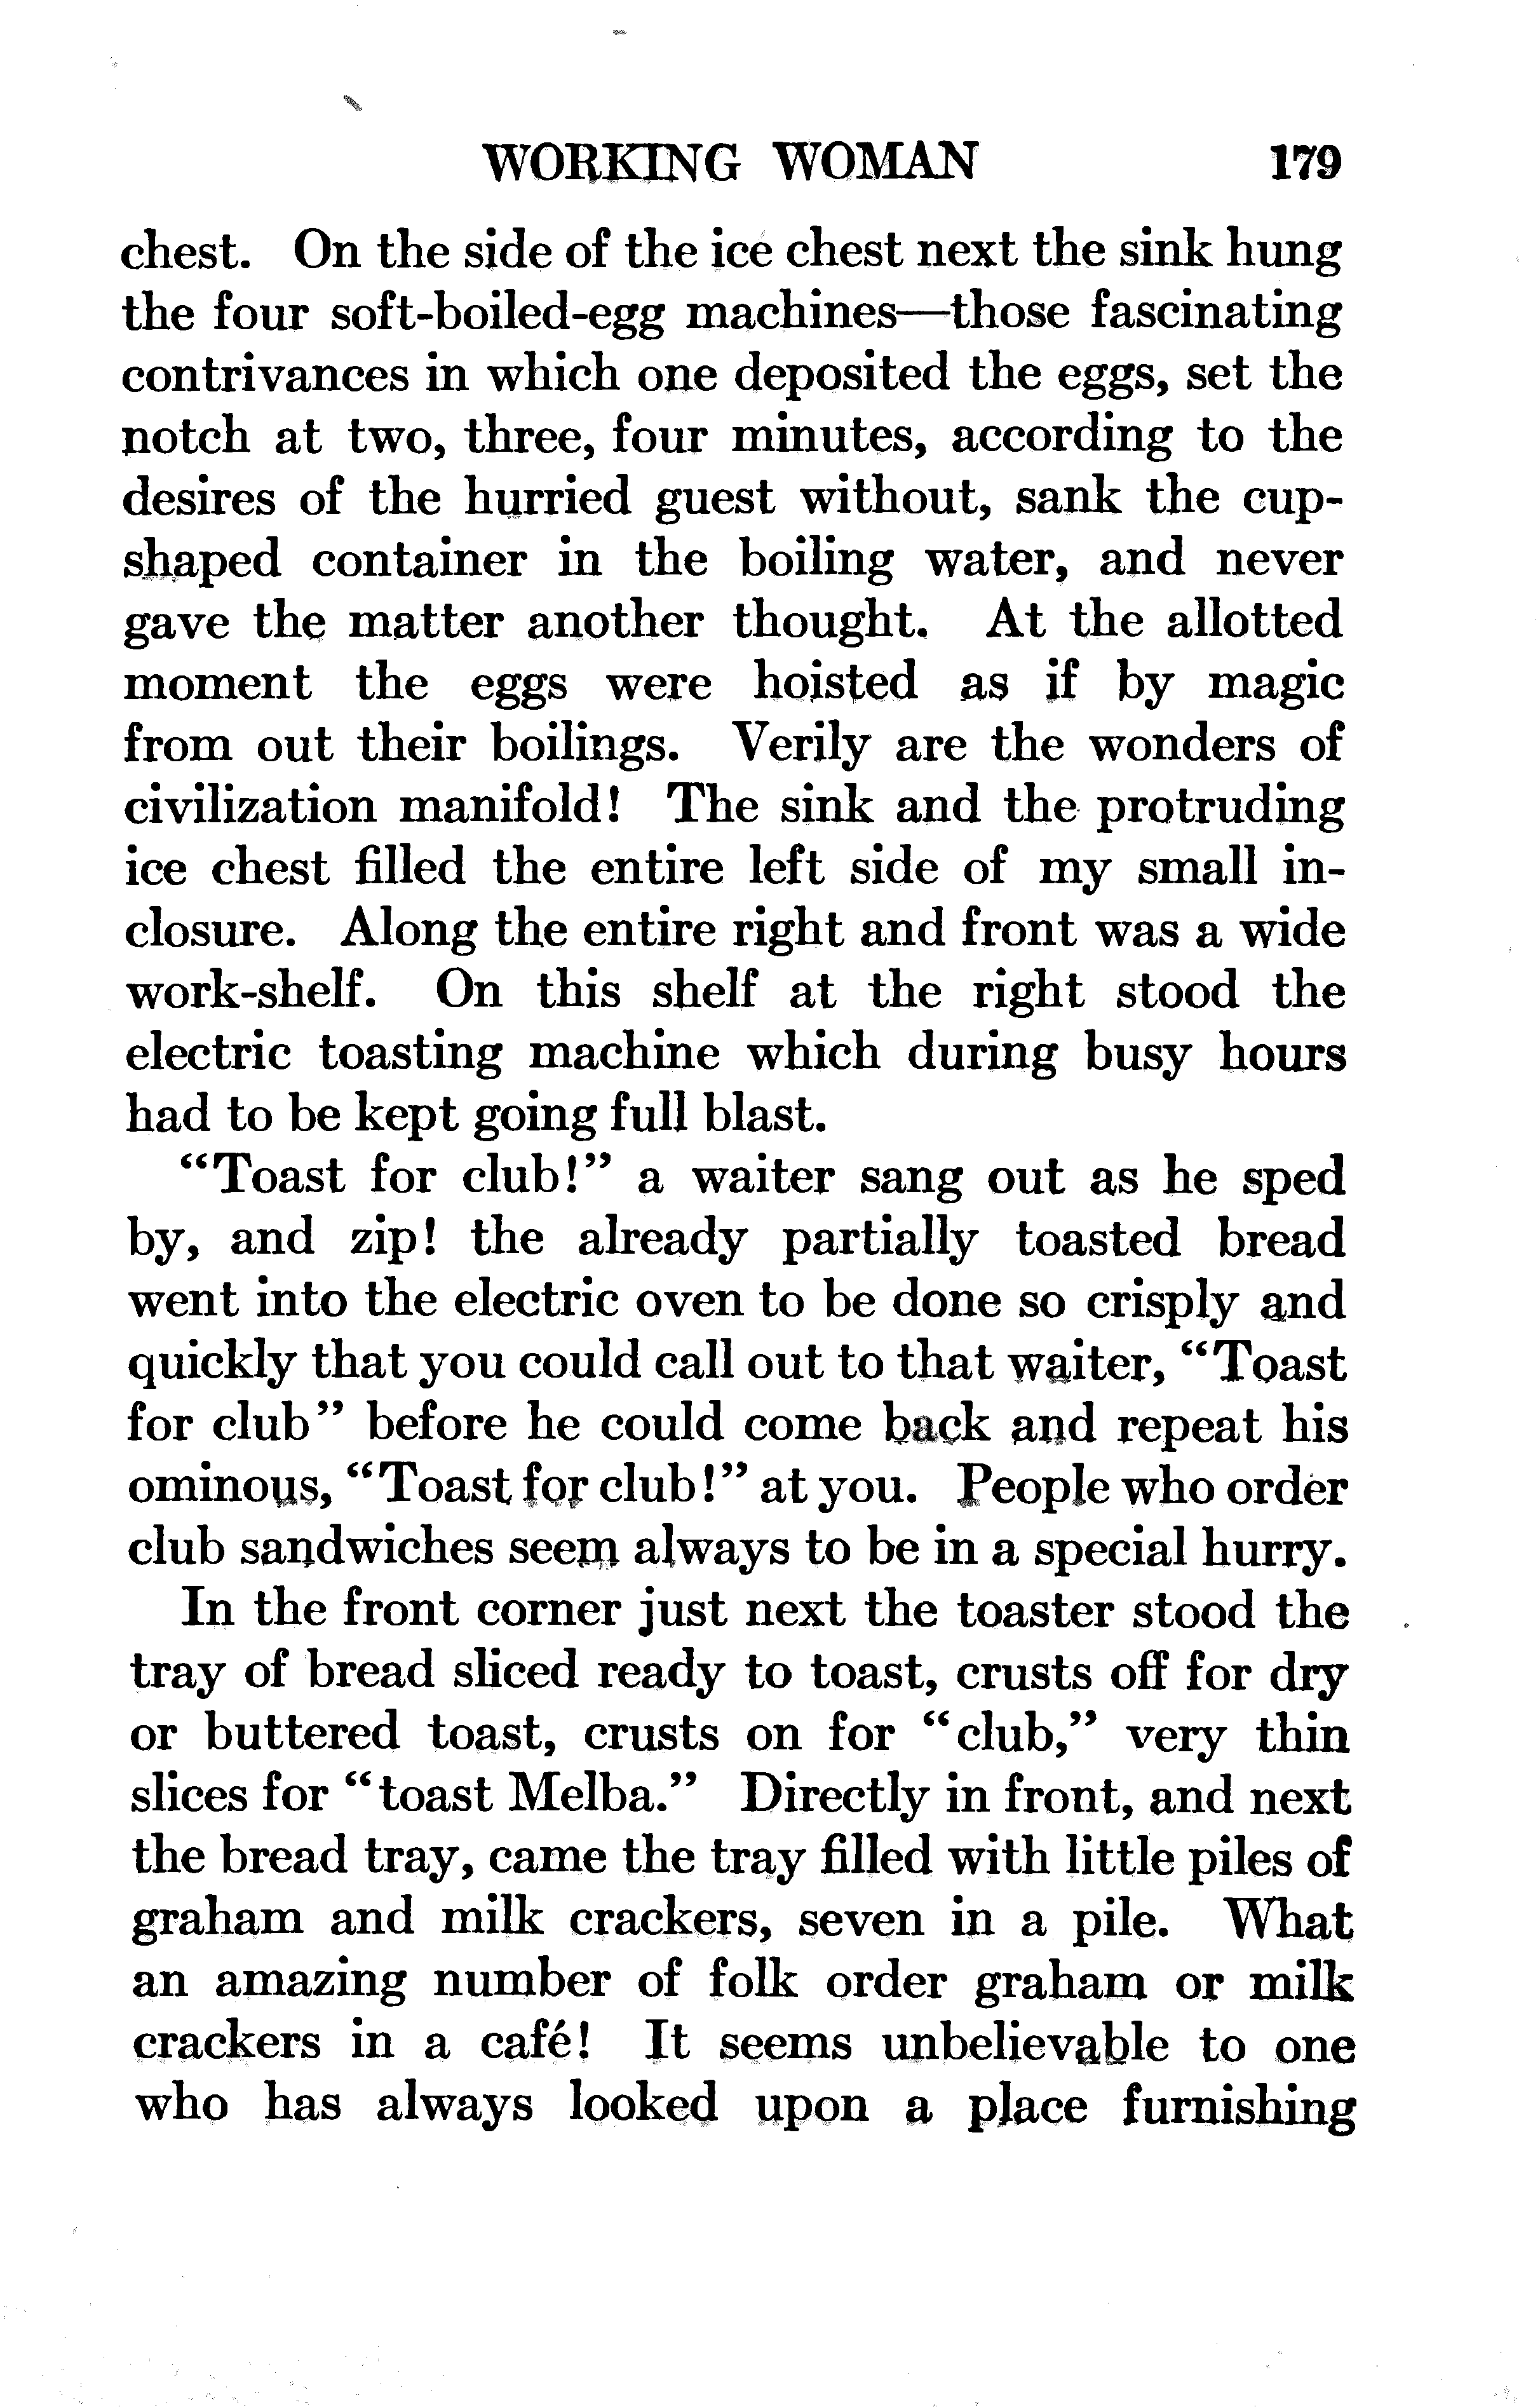 WORKING WOMAN 179
chest. On the side of the ice chest next the sink hung
the four soft-boiled-egg machines—those fascinating
contrivances in which one deposited the eggs, set the
notch at two, three, four minutes, according to the
desires of the hurried guest without, sank the cup-
shaped container in the boiling water, and never
gave the matter another thought. At the allotted
moment the eggs were hoisted as if by magic
from out their boilings. Verily are the wonders of
civilization manifold! The sink and the protruding
ice chest filled the entire left side of my small in-
closure. Along the entire right and front was a wide
work-shelf. On this shelf at the right stood the
electric toasting machine which during busy hours
had to be kept going full blast.
“Toast for club!” a waiter sang out as he sped
by, and zip! the already partially toasted bread
went into the electric oven to be done so crisply and
quickly that you could call out to that waiter, “Toast
for club” before he could come back and repeat his
ominous, “Toast for club!” at you. People who order
club sandwiches seem always to be in a special hurry.
In the front corner just next the toaster stood the
tray of bread sliced ready to toast, crusts off for dry
or buttered toast, crusts on for “club,” very thin
slices for “toast Melba.” Directly in front, and next
the bread tray, came the tray filled with little piles of
graham and milk crackers, seven in a pile. What
an amazing number of folk order graham or milk
crackers in a café! It seems unbelievable to one
who has always looked upon a place furnishing